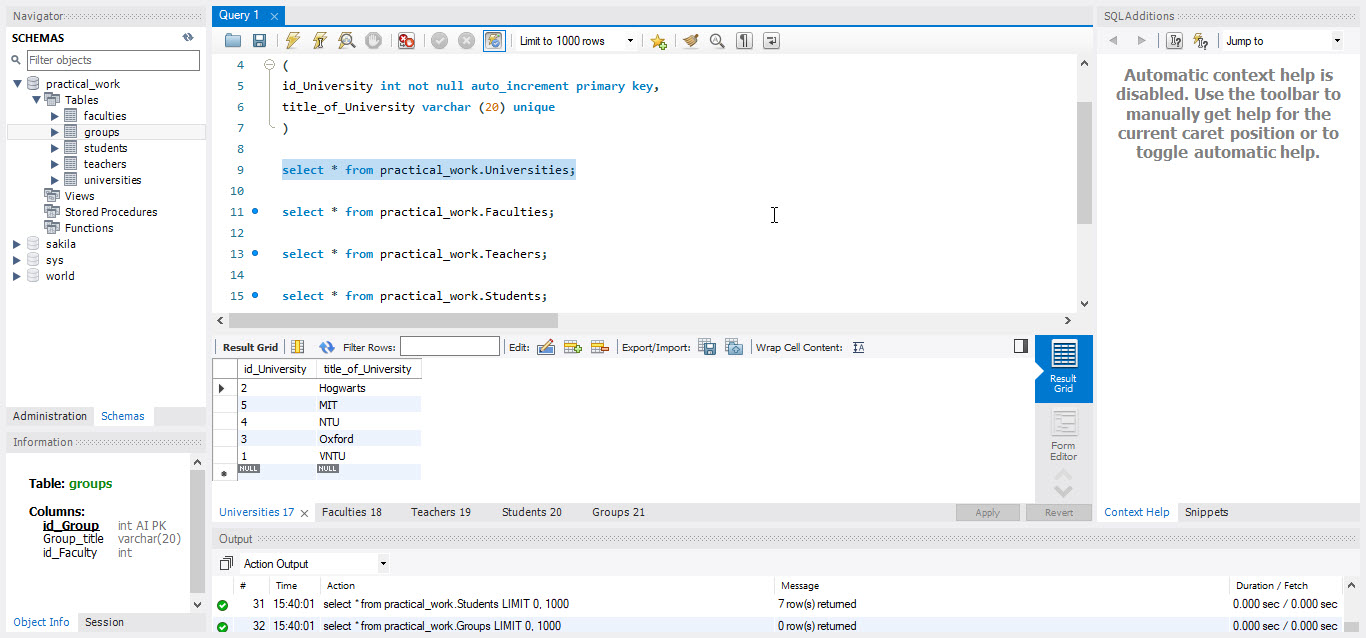 Navigator
SCHEMAS
Filter objects
practical_work
Tables
faculties
groups
students
teachers
universities
Views
Stored Procedures
Functions
sakila
sys
world
Administration Schemas
Information
Table: groups
Columns:
id_Group int AI PK
Group_title varchar(20)
id_Faculty int
Object Info Session
Query 1
Limit to 1000 rows
4 (
5 id_University int not null auto_increment primary key,
6 title_of_University varchar (20) unique
7 )
8
9 select * from practical_work.Universities;
10
11 select * from practical_work.Faculties;
12
13 select * from practical_work.Teachers;
14
15 select * from practical_work.Students;
Result Grid Filter Rows: Edit: Export/Import: Wrap Cell Content: IA
id_University title_of_University
2 Hogwarts
5 MIT
4 NTU
3 Oxford
1 VNTU
NULL NULL
Result
Grid
Form
Editor
Universities 17 Faculties 18 Teachers 19 Students 20 Groups 21 Apply Revert
Output
Action Output
# Time Action Message Duration / Fetch
31 15:40:01 select * from practical_work.Students LIMIT 0, 1000 7 row(s) returned 0.000 sec / 0.000 sec
32 15:40:01 select * from practical_work.Groups LIMIT 0, 1000 0 row(s) returned 0.000 sec / 0.000 sec
SQLAdditions
Jump to
Automatic context help is
disabled. Use the toolbar to
manually get help for the
current caret position or to
toggle automatic help.
Context Help Snippets